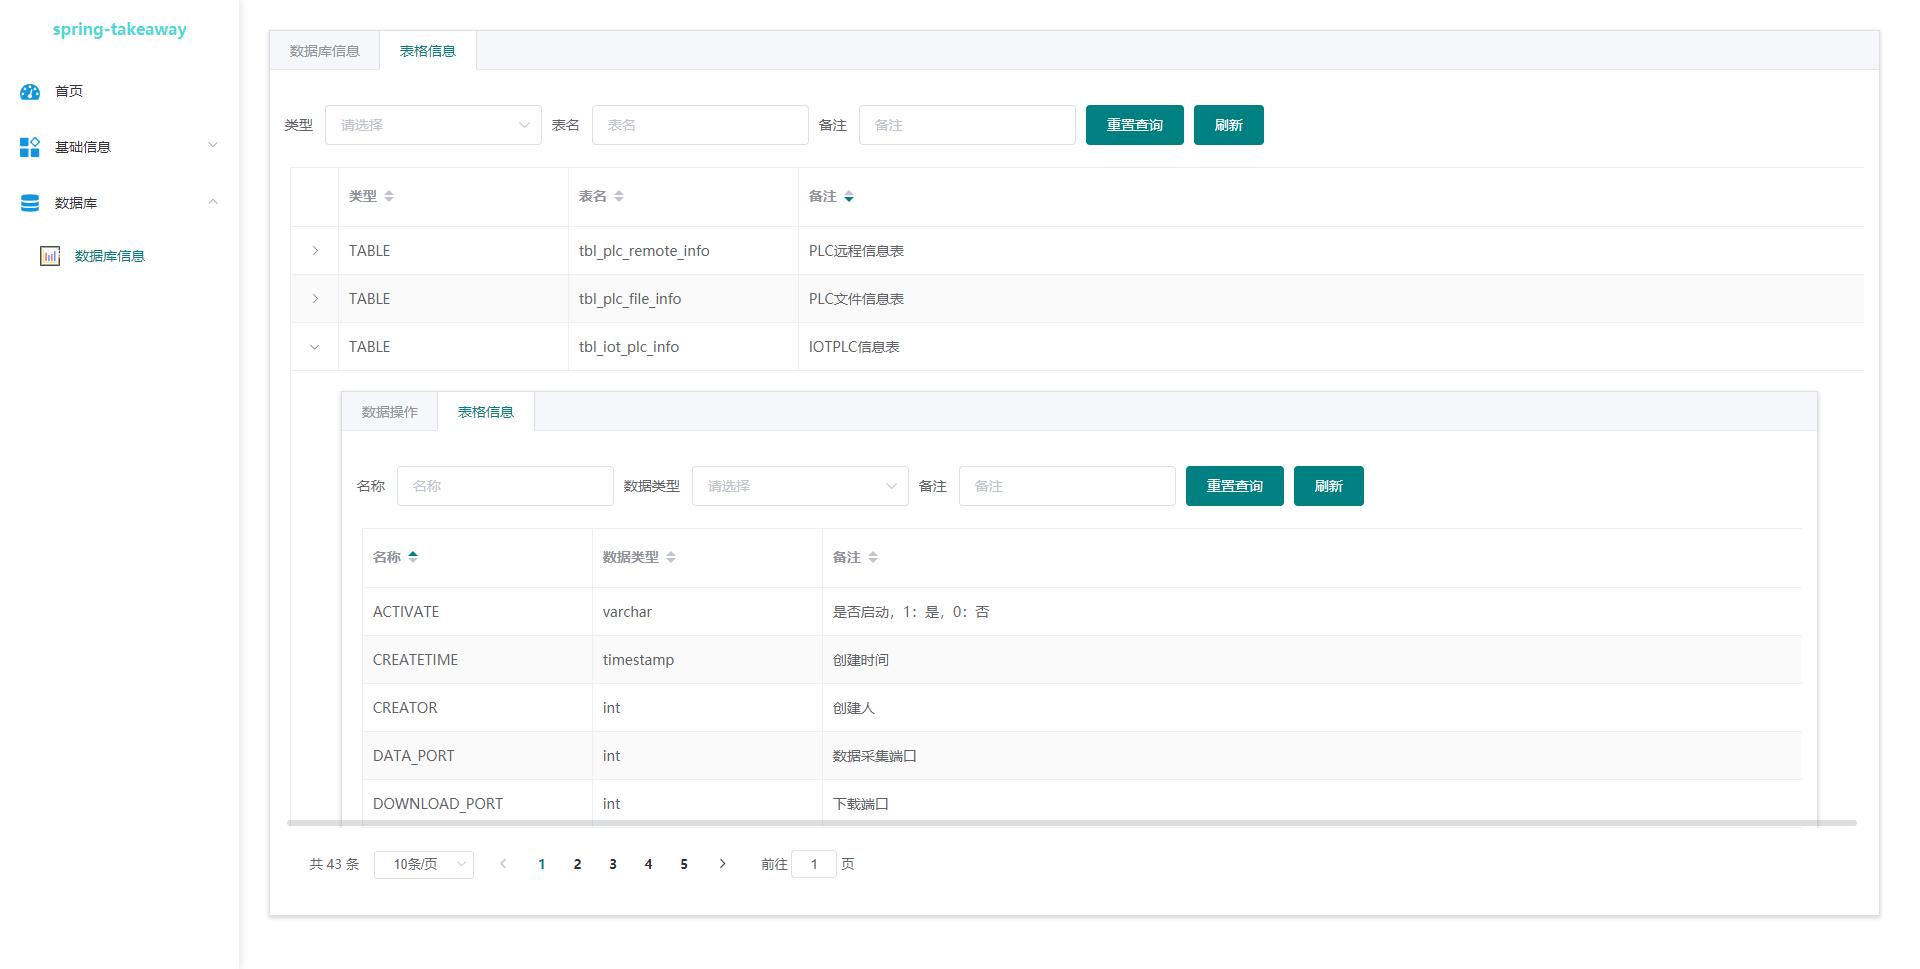 spring-takeaway
首页
基础信息
数据库
数据库信息
数据库信息 表格信息
类型 请选择 表名 表名 备注 备注 重置查询 刷新
类型 表名 备注
TABLE tbl_plc_remote_info PLC远程信息表
TABLE tbl_plc_file_info PLC文件信息表
TABLE tbl_iot_plc_info IOTPLC信息表
数据操作 表格信息
名称 名称 数据类型 请选择 备注 备注 重置查询 刷新
名称 数据类型 备注
ACTIVATE varchar 是否启动，1：是，0：否
CREATETIME timestamp 创建时间
CREATOR int 创建人
DATA_PORT int 数据采集端口
DOWNLOAD_PORT int 下载端口
共 43 条 10条/页 1 2 3 4 5 前往 1 页